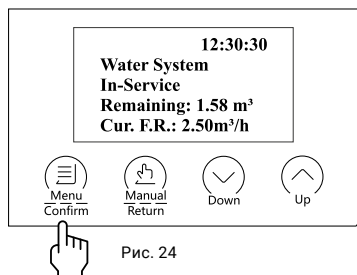 12:30:30
Water System
In-Service
Remaining: 1.58 m³
Cur. F.R.: 2.50m³/h
Menu
Confirm
Manual
Return
Down
Up
Рис. 24